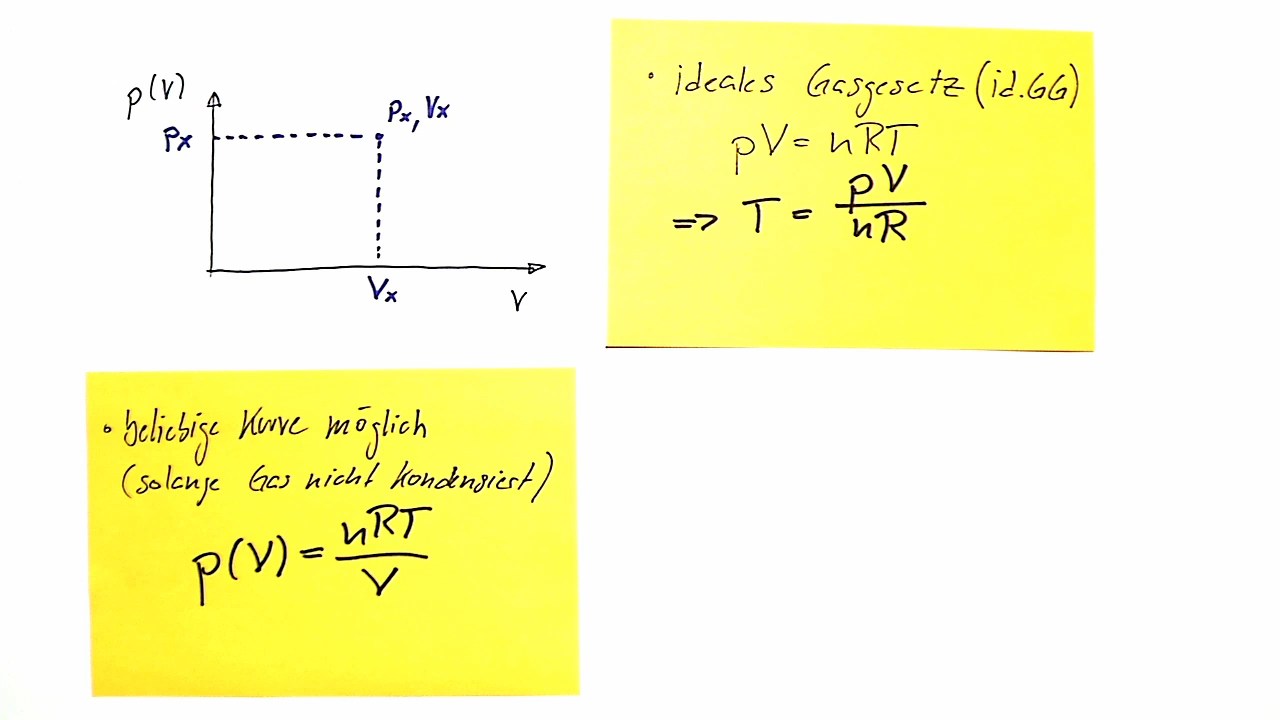 p(V)
px
px, Vx
Vx
V
• ideales Gasgesetz (id.GG)
pV = nRT
=> T = pV / nR
• beliebige Kurve möglich
(solange Gas nicht kondensiert)
p(V) = nRT / V